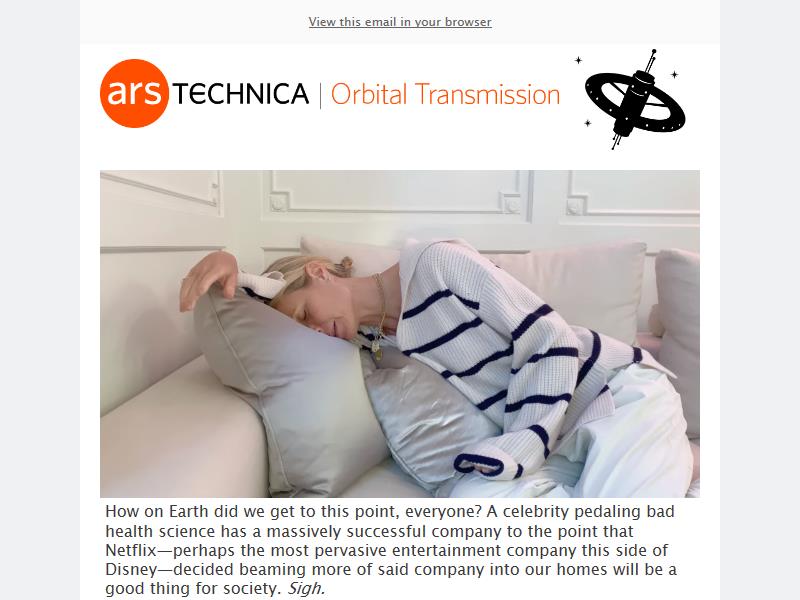 View this email in your browser
ars TECHNICA | Orbital Transmission
How on Earth did we get to this point, everyone? A celebrity pedaling bad
health science has a massively successful company to the point that
Netflix—perhaps the most pervasive entertainment company this side of
Disney—decided beaming more of said company into our homes will be a
good thing for society. Sigh.